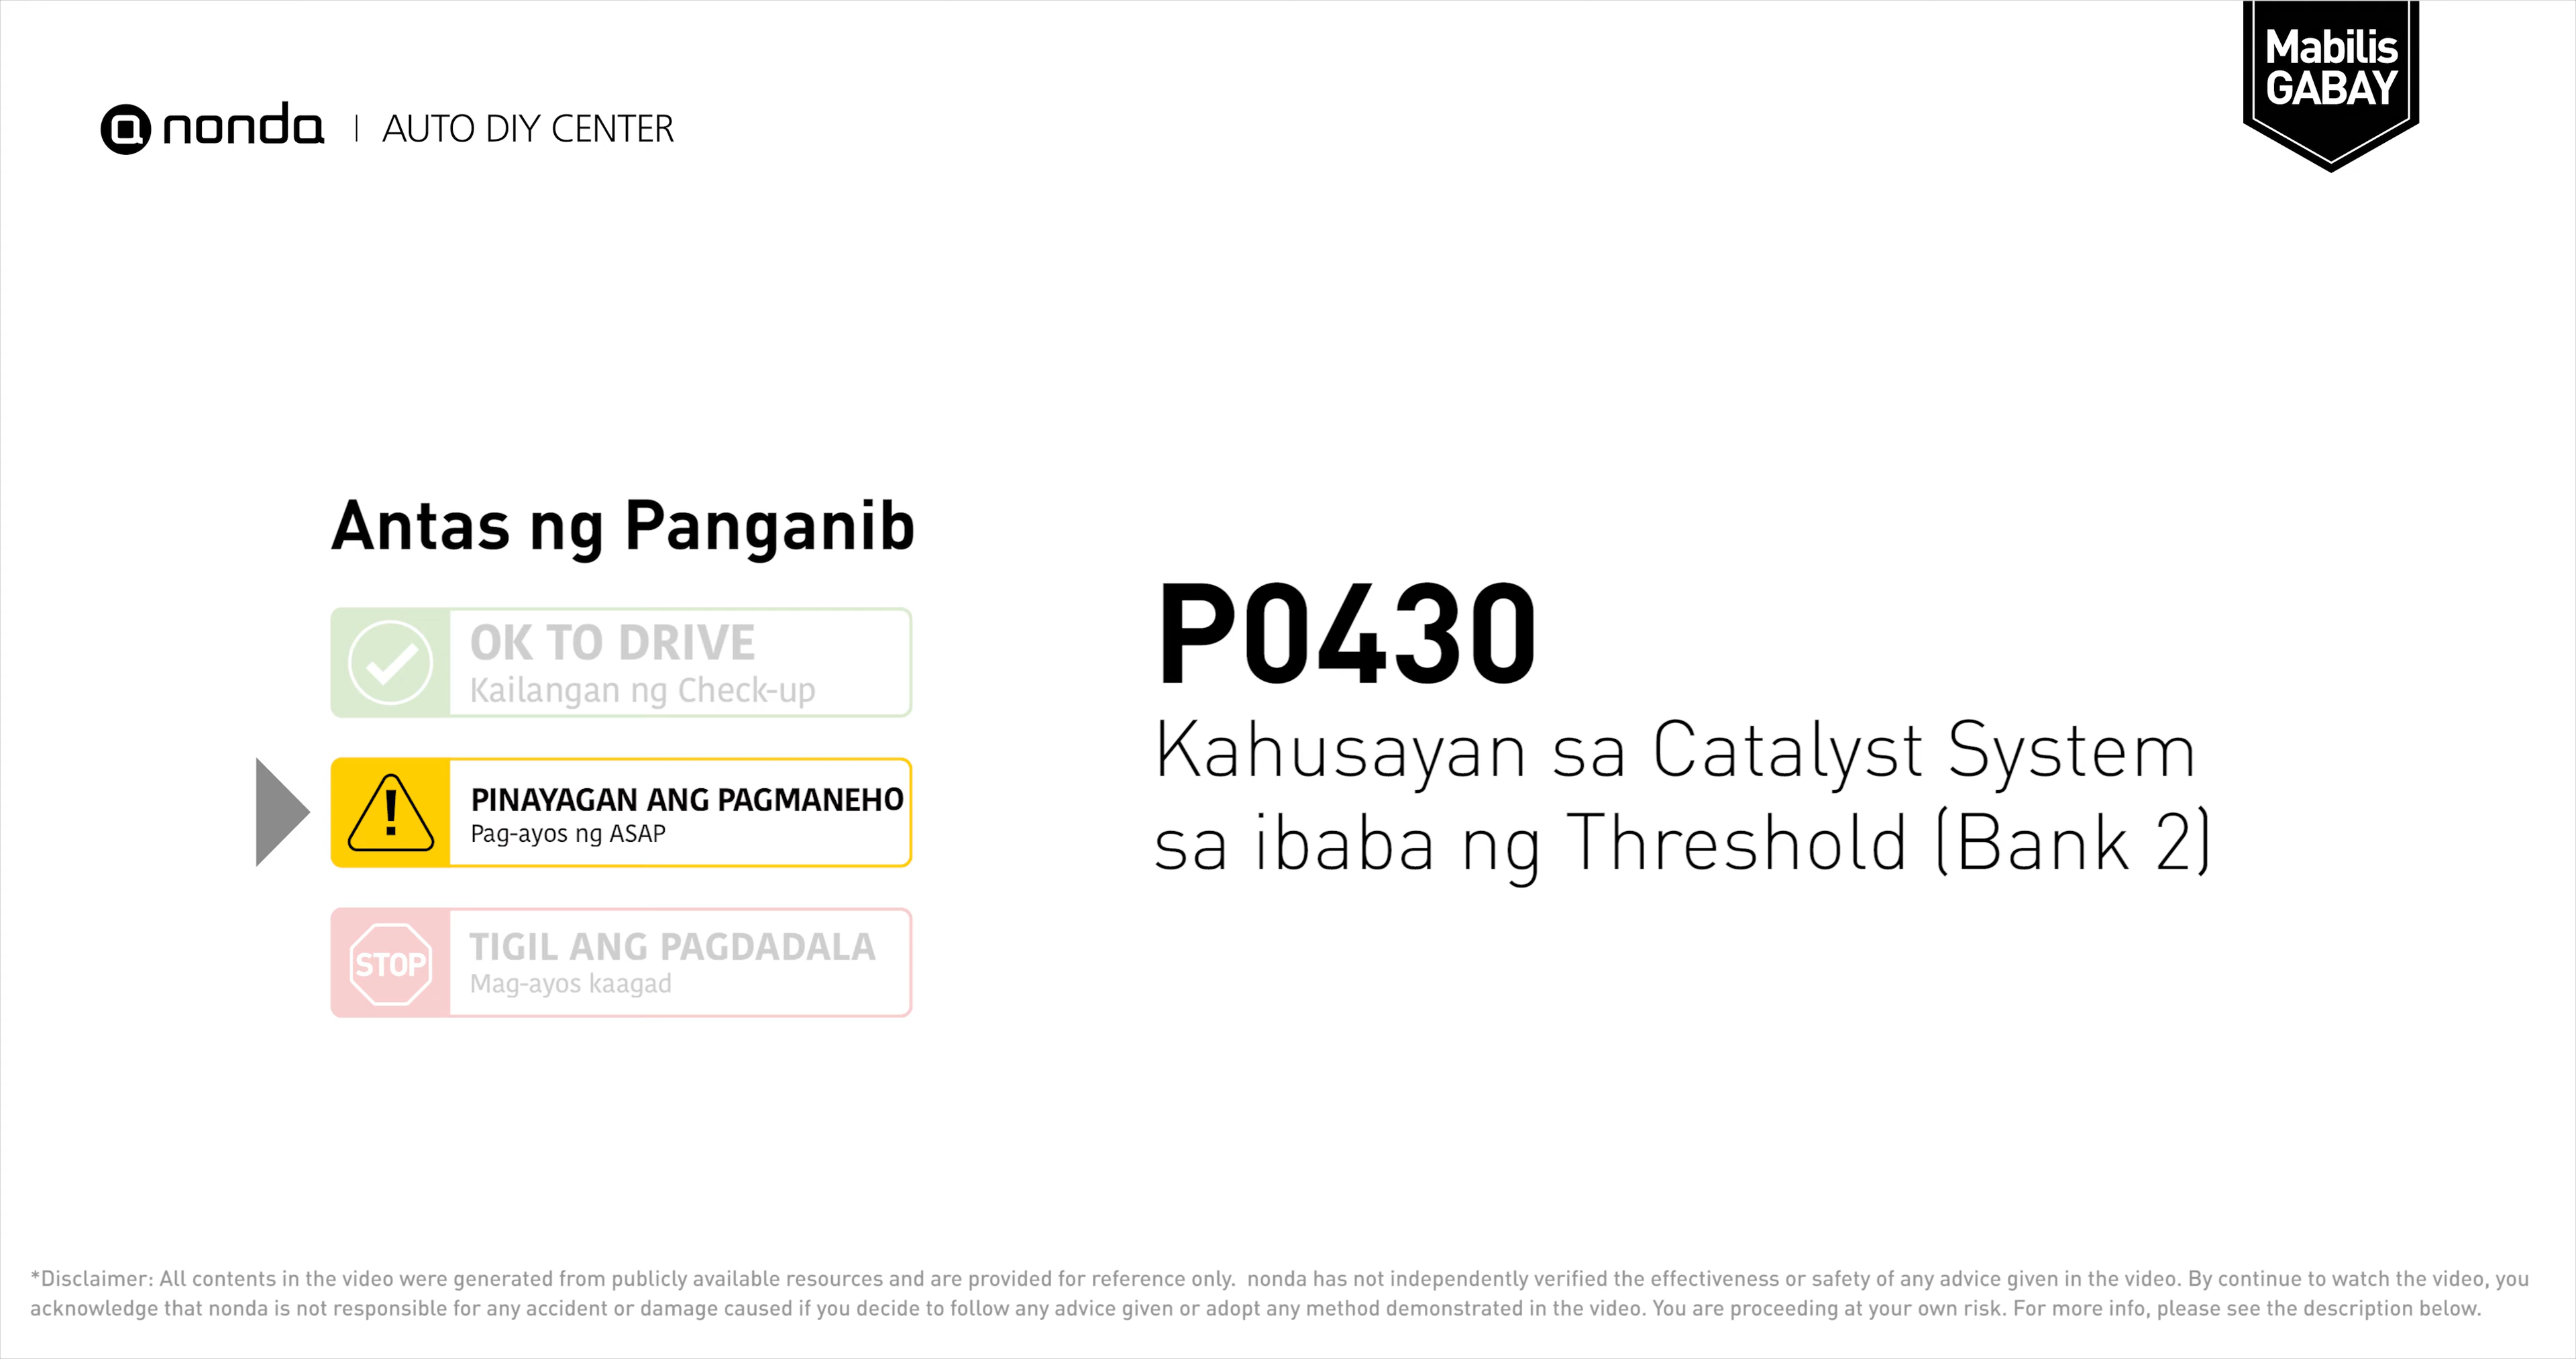 nonda | AUTO DIY CENTER
Mabilis
GABAY
Antas ng Panganib
OK TO DRIVE
Kailangan ng Check-up
PINAYAGAN ANG PAGMANEHO
Pag-ayos ng ASAP
STOP
TIGIL ANG PAGDADALA
Mag-ayos kaagad
P0430
Kahusayan sa Catalyst System
sa ibaba ng Threshold (Bank 2)
*Disclaimer: All contents in the video were generated from publicly available resources and are provided for reference only. nonda has not independently verified the effectiveness or safety of any advice given in the video. By continue to watch the video, you
acknowledge that nonda is not responsible for any accident or damage caused if you decide to follow any advice given or adopt any method demonstrated in the video. You are proceeding at your own risk. For more info, please see the description below.